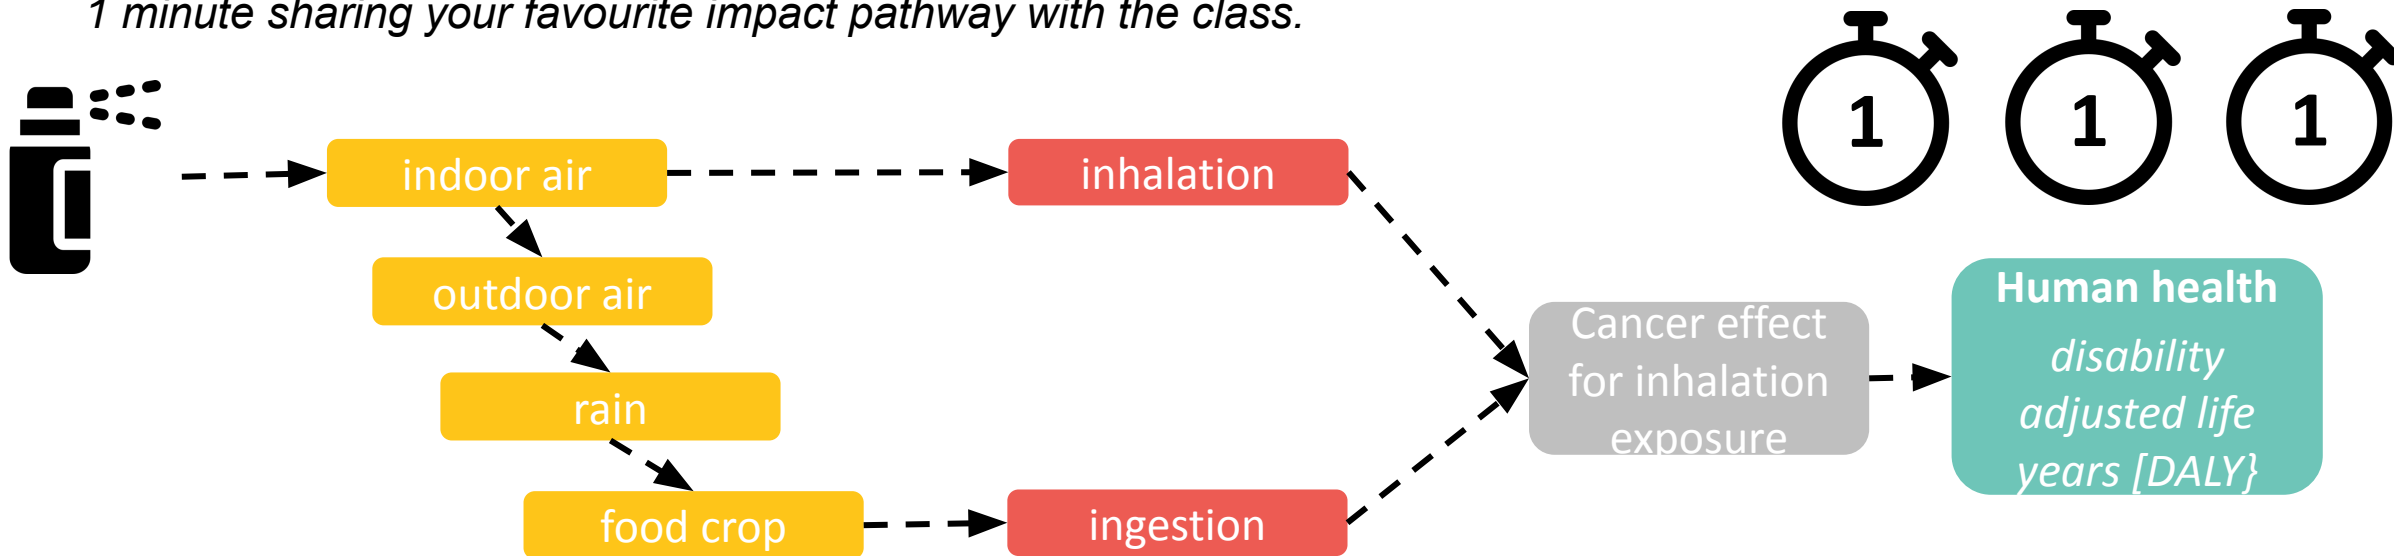 1 minute sharing your favourite impact pathway with the class.
1 1 1
indoor air
inhalation
outdoor air
rain
food crop
ingestion
Cancer effect
for inhalation
exposure
Human health
disability
adjusted life
years [DALY}